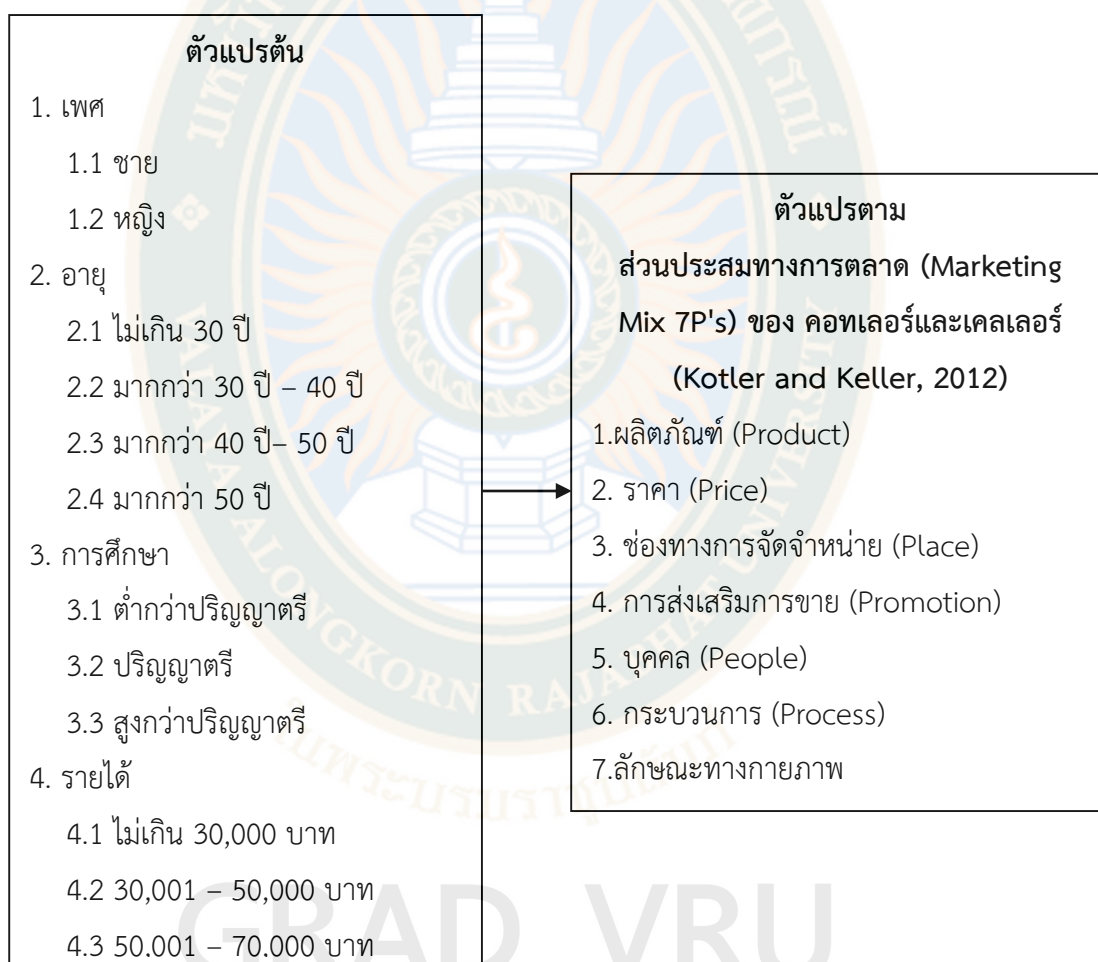 ตัวแปรต้น
1. เพศ
1.1 ชาย
1.2 หญิง
2. อายุ
2.1 ไม่เกิน 30 ปี
2.2 มากกว่า 30 ปี – 40 ปี
2.3 มากกว่า 40 ปี– 50 ปี
2.4 มากกว่า 50 ปี
3. การศึกษา
3.1 ต่ำกว่าปริญญาตรี
3.2 ปริญญาตรี
3.3 สูงกว่าปริญญาตรี
4. รายได้
4.1 ไม่เกิน 30,000 บาท
4.2 30,001 – 50,000 บาท
4.3 50,001 – 70,000 บาท
ตัวแปรตาม
ส่วนประสมทางการตลาด (Marketing
Mix 7P's) ของ คอทเลอร์และเคลเลอร์
(Kotler and Keller, 2012)
1.ผลิตภัณฑ์ (Product)
2. ราคา (Price)
3. ช่องทางการจัดจำหน่าย (Place)
4. การส่งเสริมการขาย (Promotion)
5. บุคคล (People)
6. กระบวนการ (Process)
7.ลักษณะทางกายภาพ
ALONGKORN RAJABHAT UNIVERSITY
GRAD VRU